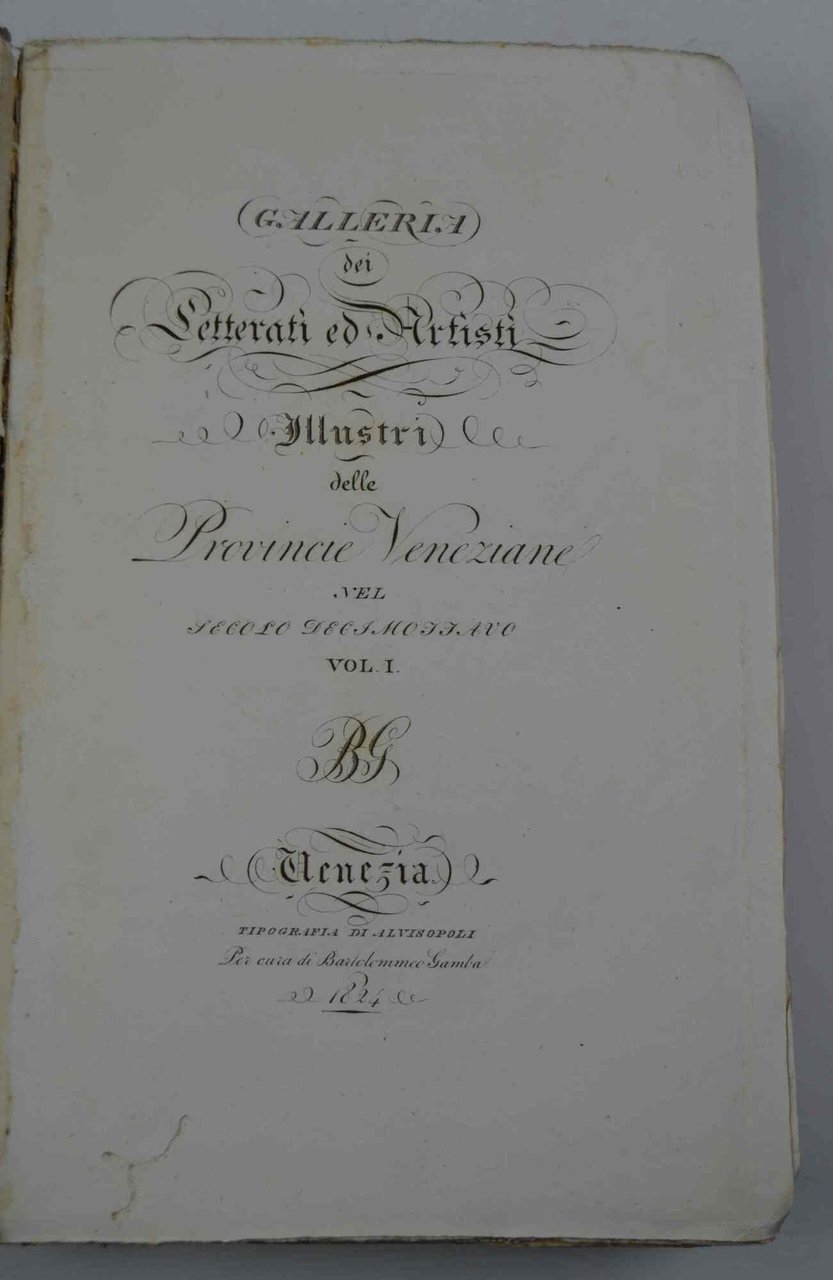 GALLERIA
dei
Letterati ed Artisti
Illustri
delle
Provincie Veneziane
NEL
SECOLO DECIMOTTAVO
VOL. I.
BG
Venezia
TIPOGRAFIA DI ALVISOPOLI
Per cura di Bartolommeo Gamba
1824